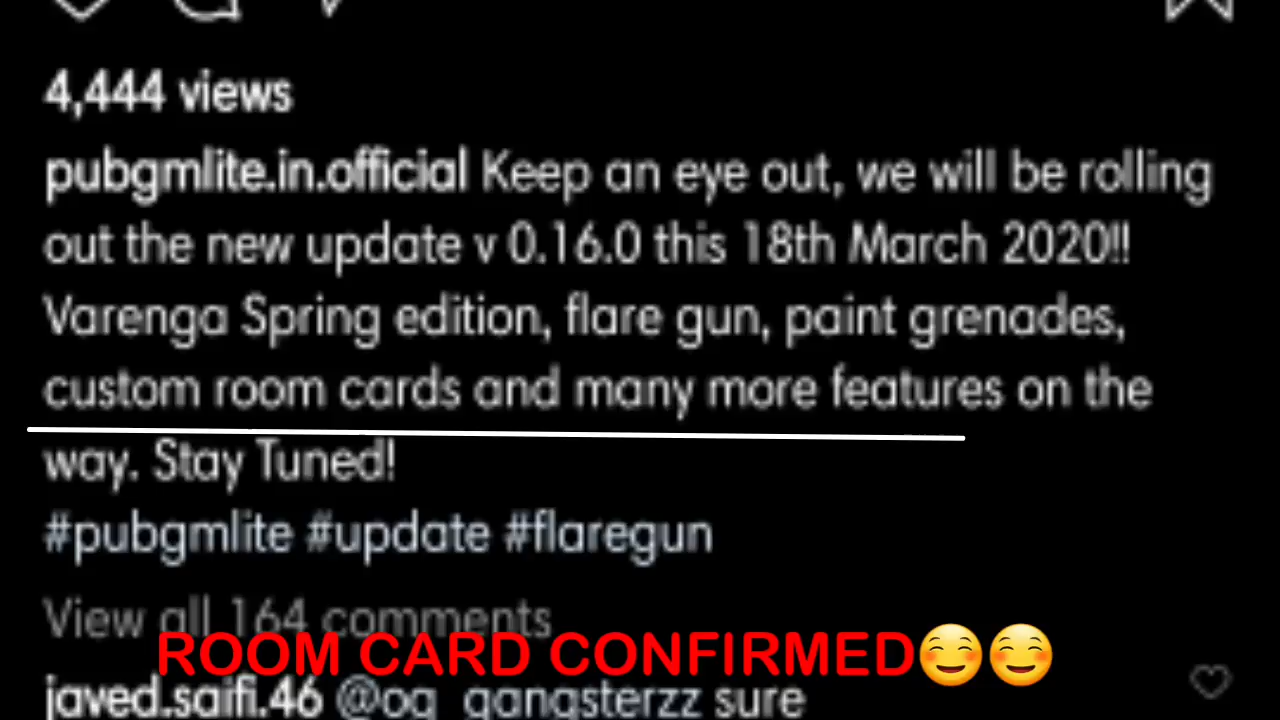 4,444 views
pubgmlite.in.official Keep an eye out, we will be rolling
out the new update v 0.16.0 this 18th March 2020!!
Varenga Spring edition, flare gun, paint grenades,
custom room cards and many more features on the
way. Stay Tuned!
#pubgmlite #update #flaregun
View all 164 comments
ROOM CARD CONFIRMED😊😊
javed.saifi.46 @og_gangsterzz sure